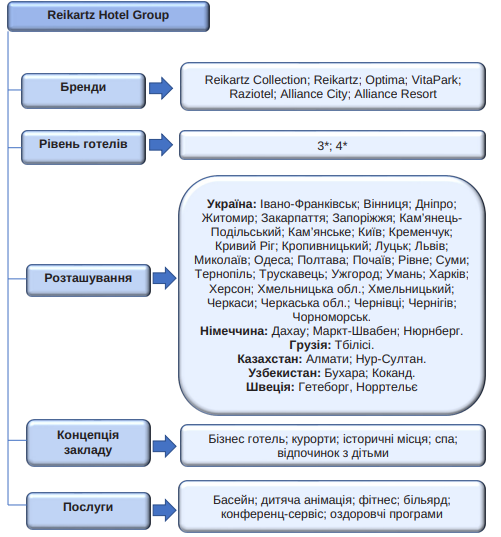 Reikartz Hotel Group
Бренди
Reikartz Collection; Reikartz; Optima; VitaPark;
Raziotel; Alliance City; Alliance Resort
Рівень готелів
3*; 4*
Розташування
Україна: Івано-Франківськ; Вінниця; Дніпро;
Житомир; Закарпаття; Запоріжжя; Кам'янець-
Подільський; Кам'янське; Київ; Кременчук;
Кривий Ріг; Кропивницький; Луцьк; Львів;
Миколаїв; Одеса; Полтава; Почаїв; Рівне; Суми;
Тернопіль; Трускавець; Ужгород; Умань; Харків;
Херсон; Хмельницька обл.; Хмельницький;
Черкаси; Черкаська обл.; Чернівці; Чернігів;
Чорноморськ.
Німеччина: Дахау; Маркт-Швабен; Нюрнберг.
Грузія: Тбілісі.
Казахстан: Алмати; Нур-Султан.
Узбекистан: Бухара; Коканд.
Швеція: Гетеборг, Норртельє
Концепція
закладу
Бізнес готель; курорти; історичні місця; спа;
відпочинок з дітьми
Послуги
Басейн; дитяча анімація; фітнес; більярд;
конференц-сервіс; оздоровчі програми